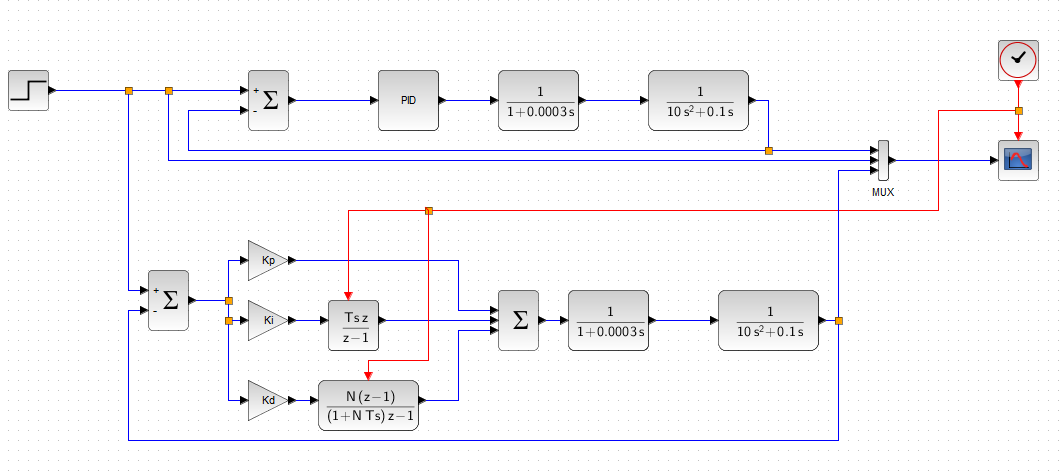 +
-
Σ
PID
1
1+0.0003s
1
10s²+0.1s
MUX
+
-
Σ
Kp
Ki
Kd
Ts z
z−1
N(z−1)
(1+N Ts)z−1
Σ
1
1+0.0003s
1
10s²+0.1s